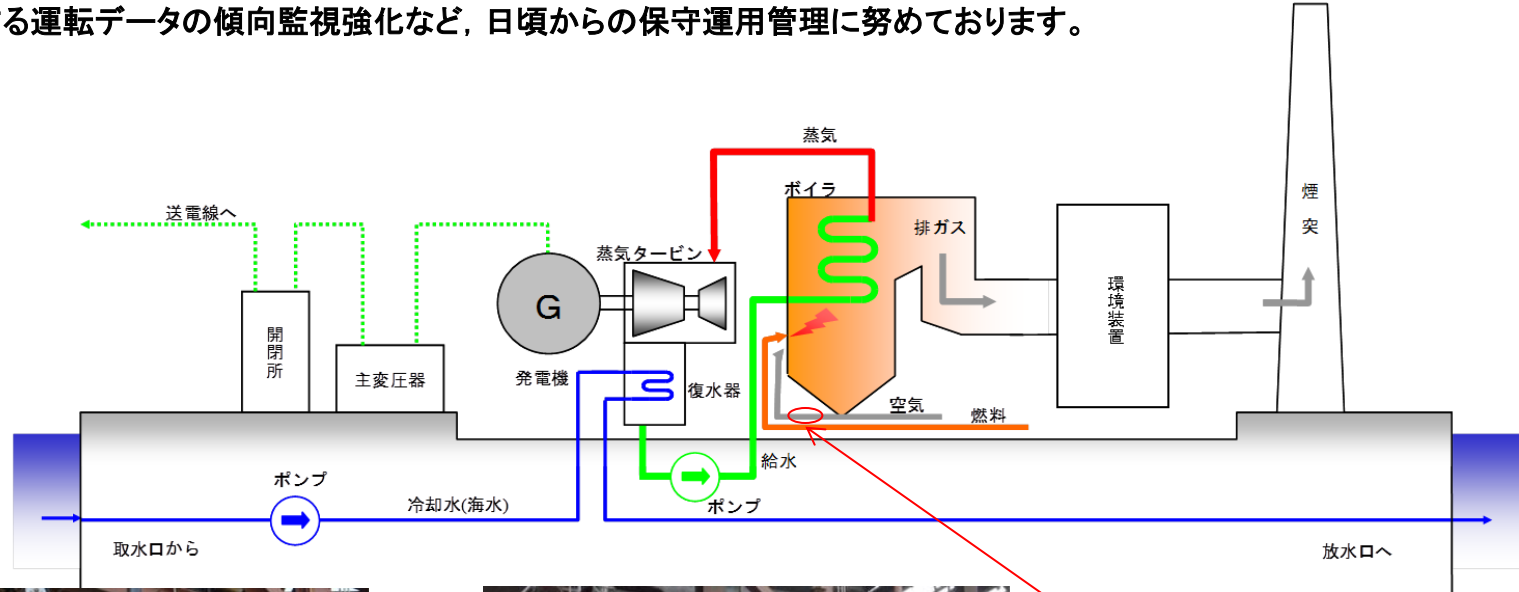 る運転データの傾向監視強化など，日頃からの保守運用管理に努めております。
蒸気
ボイラ
煙突
送電線へ
排ガス
蒸気タービン
環境装置
G
開閉所
主変圧器
発電機
復水器
空気
燃料
給水
ポンプ
冷却水(海水)
ポンプ
取水口から
放水口へ